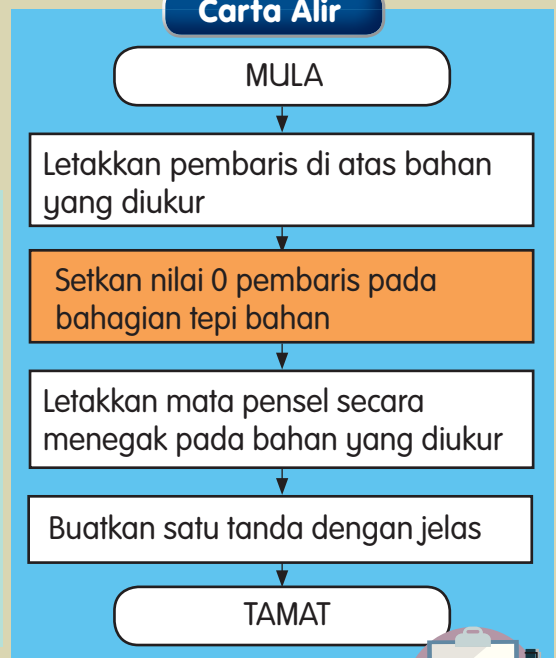 Carta Alir
MULA
Letakkan pembaris di atas bahan
yang diukur
Setkan nilai 0 pembaris pada
bahagian tepi bahan
Letakkan mata pensel secara
menegak pada bahan yang diukur
Buatkan satu tanda dengan jelas
TAMAT